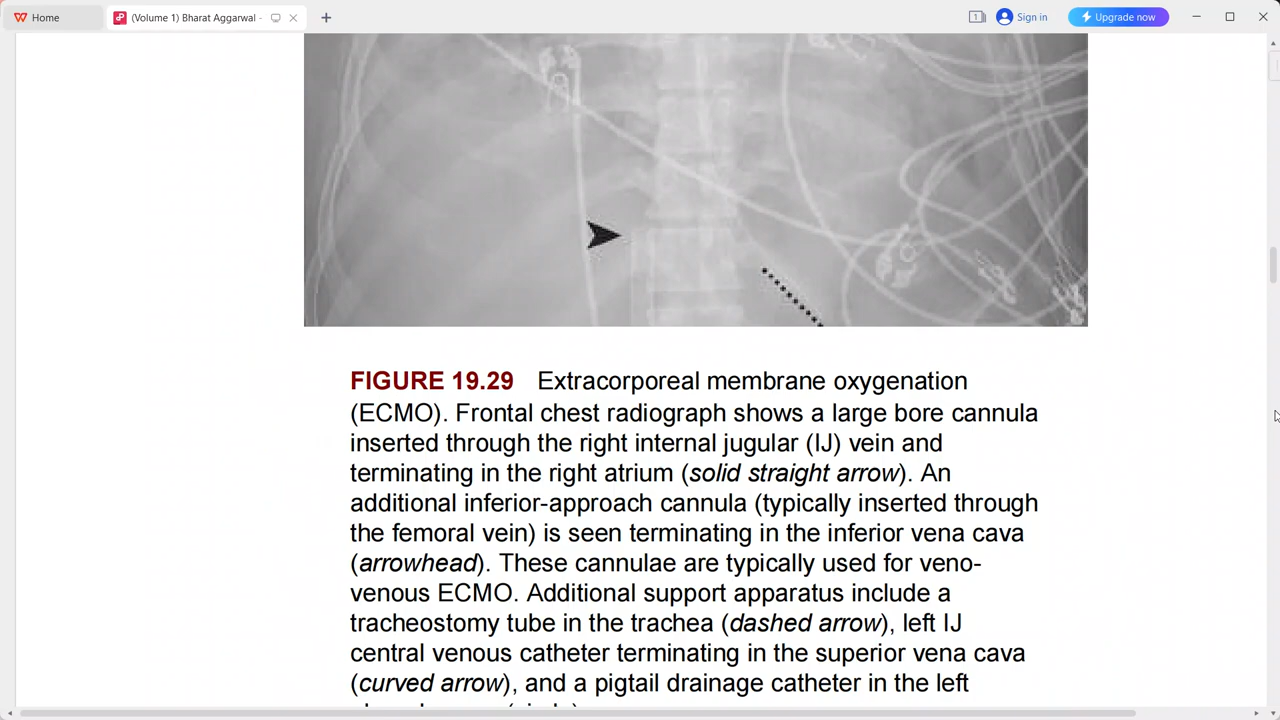 Home
(Volume 1) Bharat Aggarwal -
1
Sign in
Upgrade now
FIGURE 19.29 Extracorporeal membrane oxygenation
(ECMO). Frontal chest radiograph shows a large bore cannula
inserted through the right internal jugular (IJ) vein and
terminating in the right atrium (solid straight arrow). An
additional inferior-approach cannula (typically inserted through
the femoral vein) is seen terminating in the inferior vena cava
(arrowhead). These cannulae are typically used for veno-
venous ECMO. Additional support apparatus include a
tracheostomy tube in the trachea (dashed arrow), left IJ
central venous catheter terminating in the superior vena cava
(curved arrow), and a pigtail drainage catheter in the left